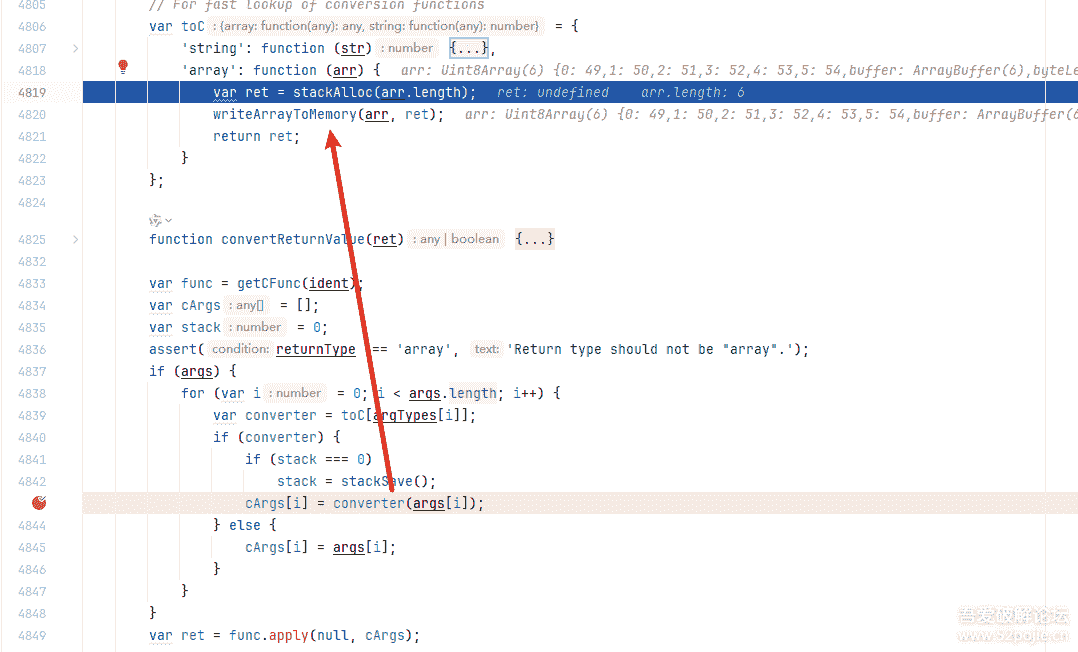 4805 // For fast lookup of conversion functions
4806 var toC : {array: function(any): any, string: function(any): number} = {
4807 'string': function (str) : number {...},
4818 'array': function (arr) { arr: Uint8Array(6) {0: 49,1: 50,2: 51,3: 52,4: 53,5: 54,buffer: ArrayBuffer(6),byteLe
4819 var ret = stackAlloc(arr.length); ret: undefined arr.length: 6
4820 writeArrayToMemory(arr, ret); arr: Uint8Array(6) {0: 49,1: 50,2: 51,3: 52,4: 53,5: 54,buffer: ArrayBuffer(6
4821 return ret;
4822 }
4823 };
4824
4825 function convertReturnValue(ret) : any | boolean {...}
4832
4833 var func = getCFunc(ident);
4834 var cArgs : any[] = [];
4835 var stack : number = 0;
4836 assert( condition: returnType !== 'array', text: 'Return type should not be "array".');
4837 if (args) {
4838 for (var i : number = 0; i < args.length; i++) {
4839 var converter = toC[argTypes[i]];
4840 if (converter) {
4841 if (stack === 0)
4842 stack = stackSave();
cArgs[i] = converter(args[i]);
4844 } else {
4845 cArgs[i] = args[i];
4846 }
4847 }
4848 }
4849 var ret = func.apply(null, cArgs);
吾爱破解论坛
www.52pojie.cn